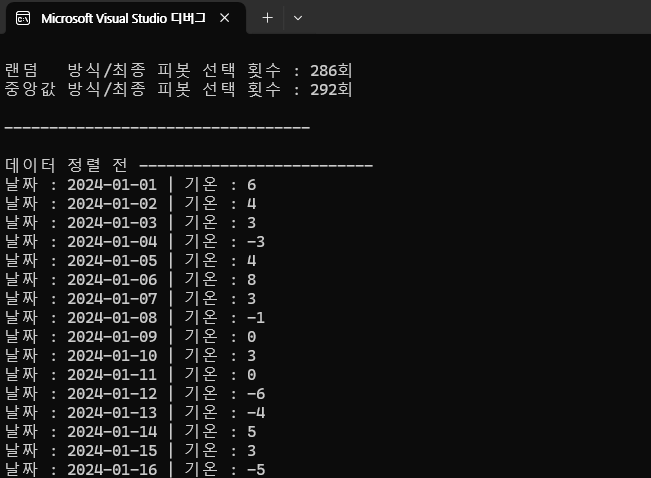 Microsoft Visual Studio 디버그
랜덤   방식/최종 피봇 선택 횟수 : 286회
중앙값 방식/최종 피봇 선택 횟수 : 292회
----------------------------------
데이터 정렬 전 --------------------------
날짜 : 2024-01-01 | 기온 : 6
날짜 : 2024-01-02 | 기온 : 4
날짜 : 2024-01-03 | 기온 : 3
날짜 : 2024-01-04 | 기온 : -3
날짜 : 2024-01-05 | 기온 : 4
날짜 : 2024-01-06 | 기온 : 8
날짜 : 2024-01-07 | 기온 : 3
날짜 : 2024-01-08 | 기온 : -1
날짜 : 2024-01-09 | 기온 : 0
날짜 : 2024-01-10 | 기온 : 3
날짜 : 2024-01-11 | 기온 : 0
날짜 : 2024-01-12 | 기온 : -6
날짜 : 2024-01-13 | 기온 : -4
날짜 : 2024-01-14 | 기온 : 5
날짜 : 2024-01-15 | 기온 : 3
날짜 : 2024-01-16 | 기온 : -5